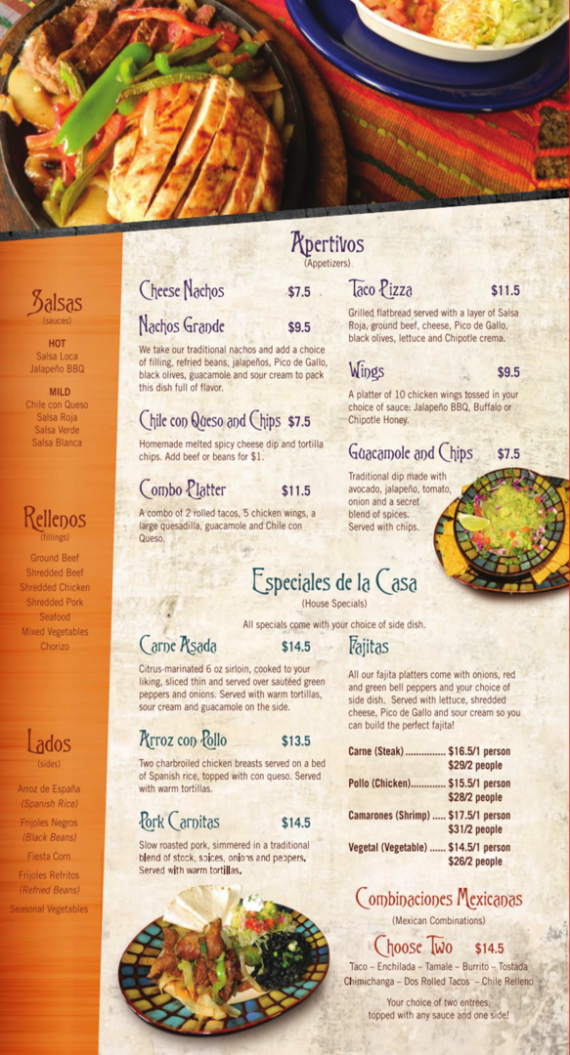 Salsas
(sauces)
HOT
Salsa Loca
Jalapeño BBQ
MILD
Chile con Queso
Salsa Roja
Salsa Verde
Salsa Blanca
Rellenos
(fillings)
Ground Beef
Shredded Beef
Shredded Chicken
Shredded Pork
Seafood
Mixed Vegetables
Chorizo
Lados
(sides)
Arroz de España
(Spanish Rice)
Frijoles Negros
(Black Beans)
Fiesta Corn
Frijoles Refritos
(Refried Beans)
Seasonal Vegetables
Apertivos
(Appetizers)
Cheese Nachos $7.5
Nachos Grande $9.5
We take our traditional nachos and add a choice
of filling, refried beans, jalapeños, Pico de Gallo,
black olives, guacamole and sour cream to pack
this dish full of flavor.
Chile con Queso and Chips $7.5
Homemade melted spicy cheese dip and tortilla
chips. Add beef or beans for $1.
Combo Platter $11.5
A combo of 2 rolled tacos, 5 chicken wings, a
large quesadilla, guacamole and Chile con
Queso.
Taco Pizza $11.5
Grilled flatbread served with a layer of Salsa
Roja, ground beef, cheese, Pico de Gallo,
black olives, lettuce and Chipotle crema.
Wings $9.5
A platter of 10 chicken wings tossed in your
choice of sauce: Jalapeño BBQ, Buffalo or
Chipotle Honey.
Guacamole and Chips $7.5
Traditional dip made with
avocado, jalapeño, tomato,
onion and a secret
blend of spices.
Served with chips.
Especiales de la Casa
(House Specials)
All specials come with your choice of side dish.
Carne Asada $14.5
Citrus-marinated 6 oz sirloin, cooked to your
liking, sliced thin and served over sautéed green
peppers and onions. Served with warm tortillas,
sour cream and guacamole on the side.
Arroz con Pollo $13.5
Two charbroiled chicken breasts served on a bed
of Spanish rice, topped with con queso. Served
with warm tortillas.
Pork Carnitas $14.5
Slow roasted pork, simmered in a traditional
blend of stock, spices, onions and peppers.
Served with warm tortillas.
Fajitas
All our fajita platters come with onions, red
and green bell peppers and your choice of
side dish. Served with lettuce, shredded
cheese, Pico de Gallo and sour cream so you
can build the perfect fajita!
Carne (Steak) ............... $16.5/1 person
$29/2 people
Pollo (Chicken)............. $15.5/1 person
$28/2 people
Camarones (Shrimp) ..... $17.5/1 person
$31/2 people
Vegetal (Vegetable) ...... $14.5/1 person
$26/2 people
Combinaciones Mexicanas
(Mexican Combinations)
Choose Two $14.5
Taco – Enchilada – Tamale – Burrito – Tostada
Chimichanga – Dos Rolled Tacos – Chile Relleno
Your choice of two entrées,
topped with any sauce and one side!